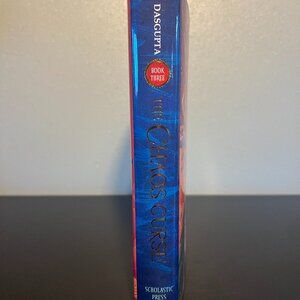 DASGUPTA
BOOK THREE
THE CHAOS CURSE
SCHOLASTIC
PRESS